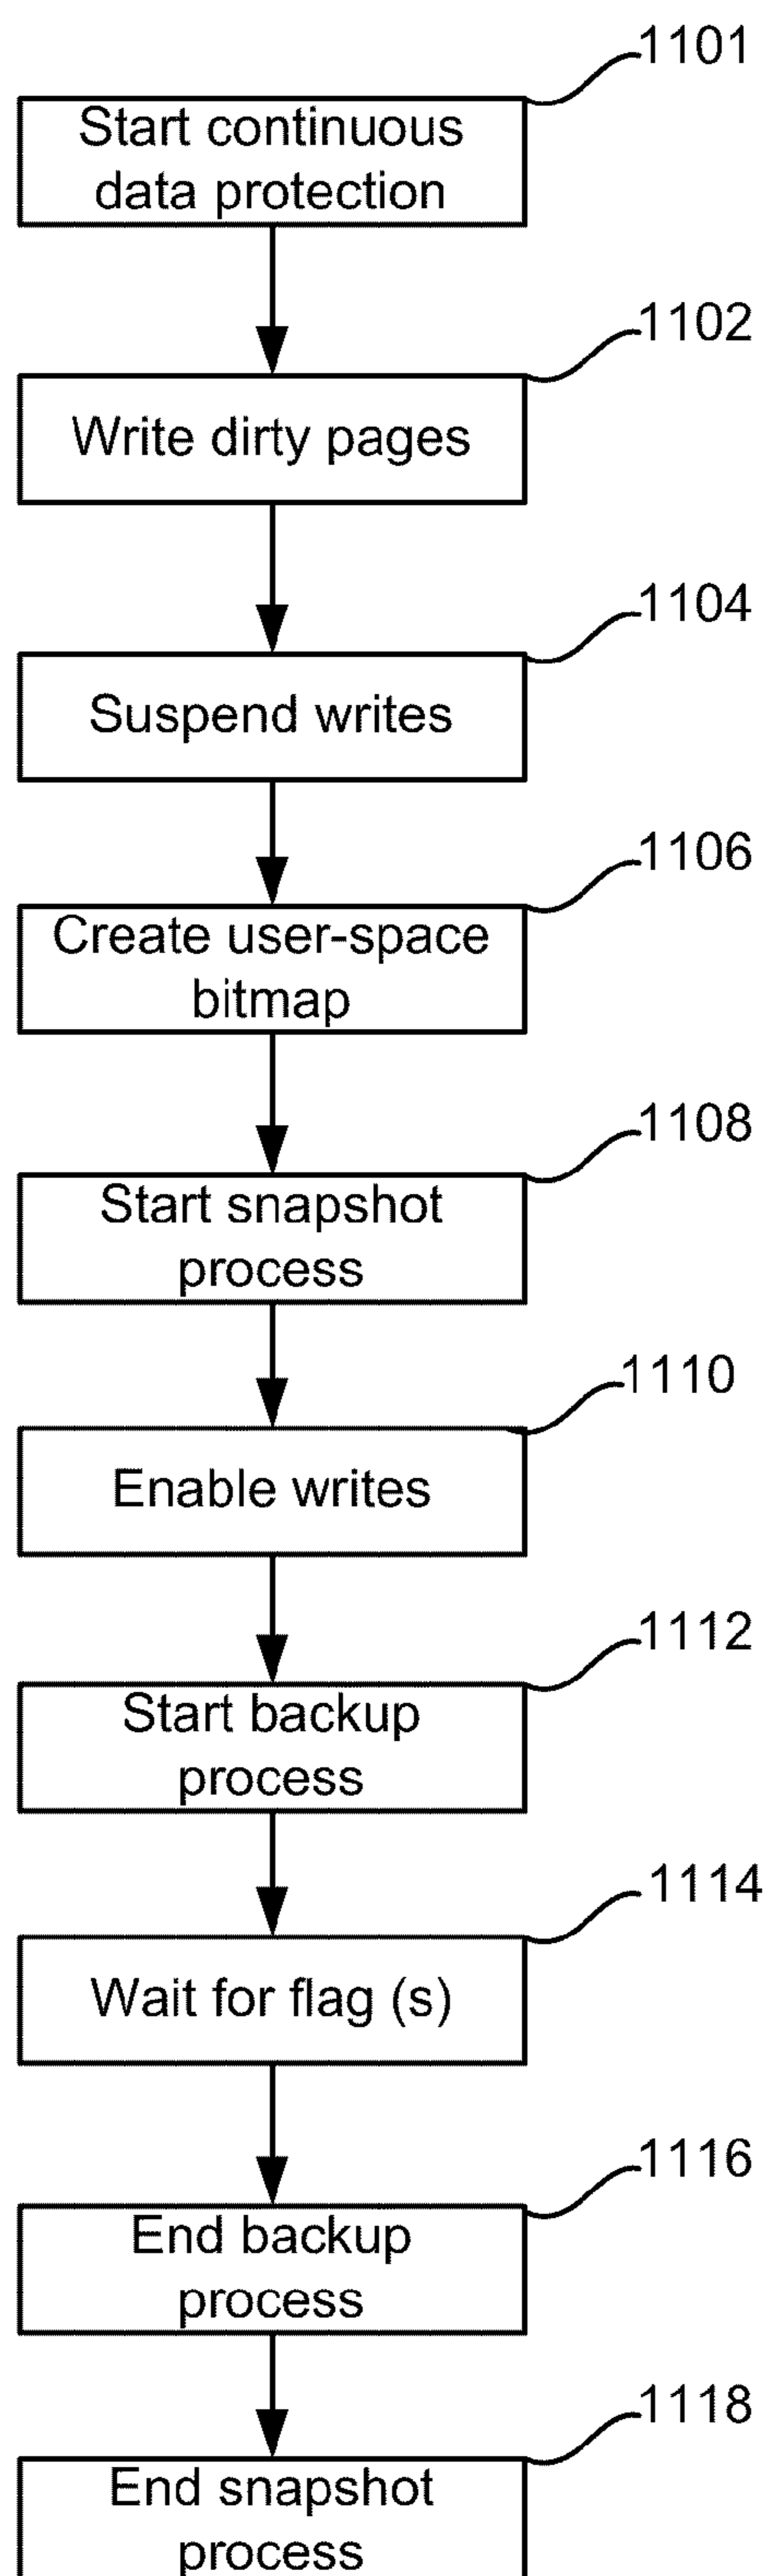 1101
Start continuous
data protection
1102
Write dirty pages
1104
Suspend writes
1106
Create user-space
bitmap
1108
Start snapshot
process
1110
Enable writes
1112
Start backup
process
1114
Wait for flag (s)
1116
End backup
process
1118
End snapshot
process